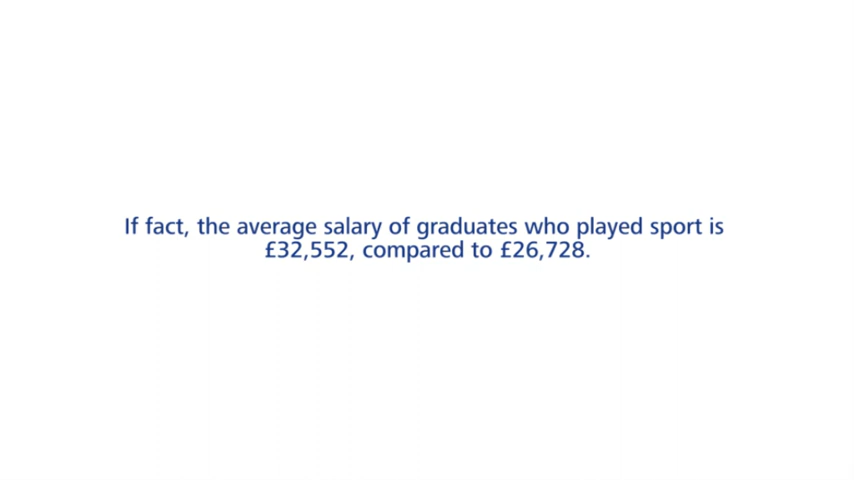 If fact, the average salary of graduates who played sport is
£32,552, compared to £26,728.